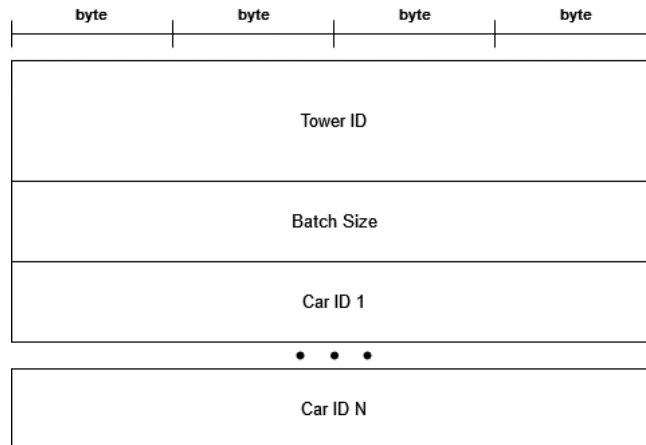 byte byte byte byte
Tower ID
Batch Size
Car ID 1
Car ID N